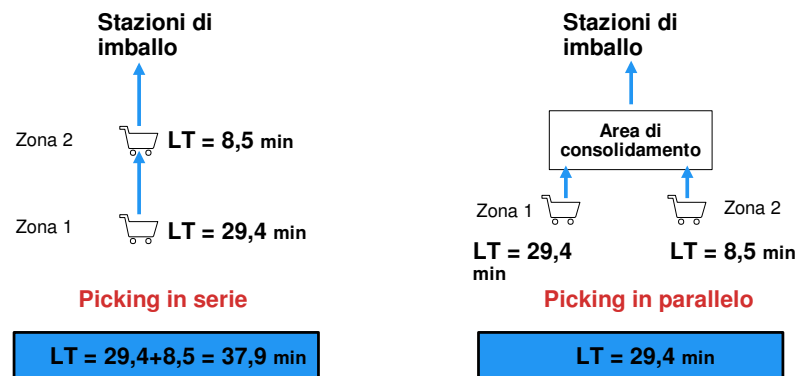 Stazioni di
imballo
Zona 2
LT = 8,5 min
Zona 1
LT = 29,4 min
Picking in serie
LT = 29,4+8,5 = 37,9 min
Stazioni di
imballo
Area di
consolidamento
Zona 1
Zona 2
LT = 29,4
min
LT = 8,5 min
Picking in parallelo
LT = 29,4 min